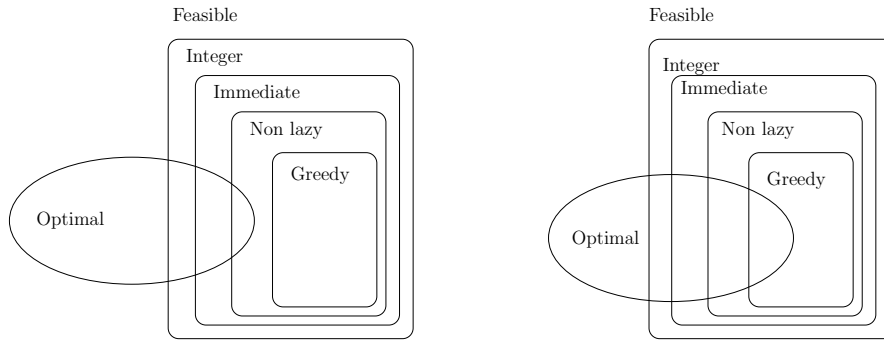 Feasible
Integer
Immediate
Non lazy
Greedy
Optimal
Feasible
Integer
Immediate
Non lazy
Greedy
Optimal